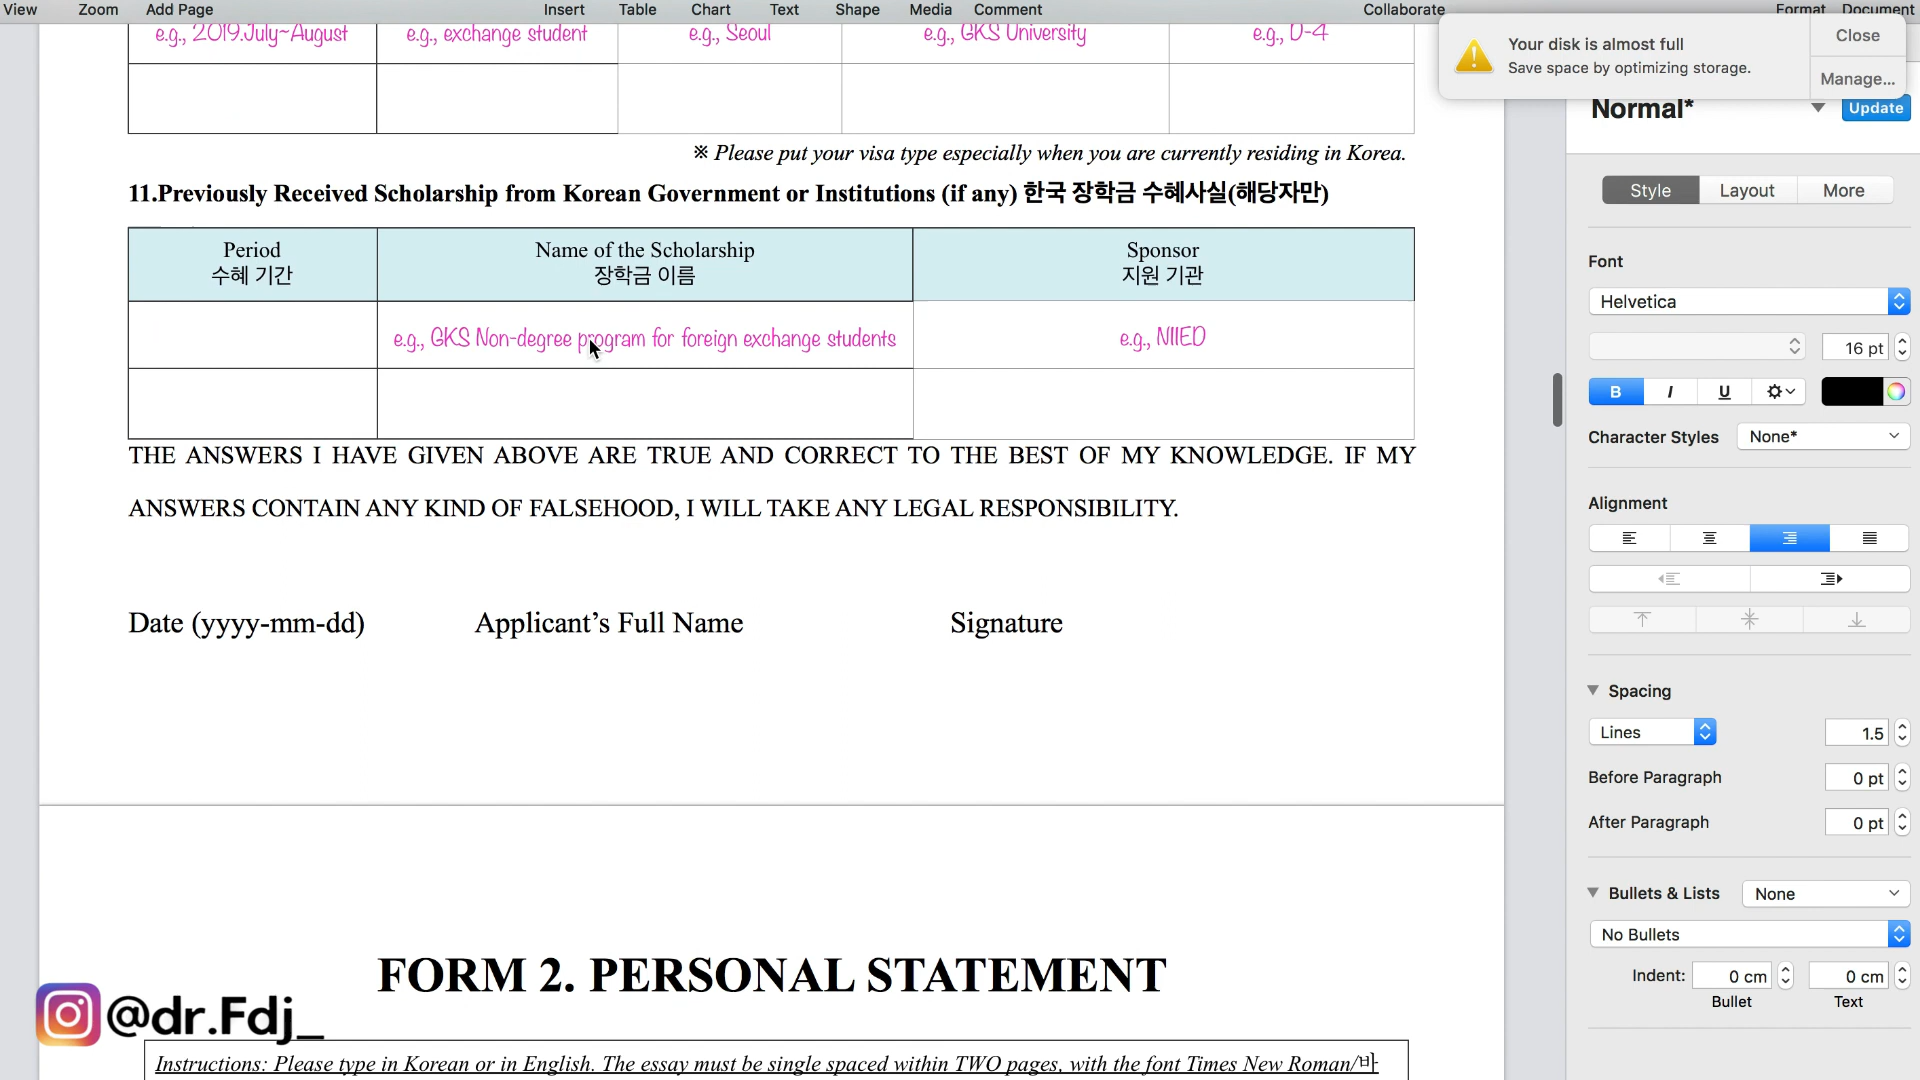 View Zoom Add Page Insert Table Chart Text Shape Media Comment Collaborate Format Document
e.g., 2019.July~August e.g., exchange student e.g., Seoul e.g., GKS University e.g., D-4
※ Please put your visa type especially when you are currently residing in Korea.
11.Previously Received Scholarship from Korean Government or Institutions (if any) 한국 장학금 수혜사실(해당자만)
Period Name of the Scholarship Sponsor
수혜 기간 장학금 이름 지원 기관
e.g., GKS Non-degree program for foreign exchange students e.g., NIIED
THE ANSWERS I HAVE GIVEN ABOVE ARE TRUE AND CORRECT TO THE BEST OF MY KNOWLEDGE. IF MY
ANSWERS CONTAIN ANY KIND OF FALSEHOOD, I WILL TAKE ANY LEGAL RESPONSIBILITY.
Date (yyyy-mm-dd) Applicant's Full Name Signature
FORM 2. PERSONAL STATEMENT
@dr.Fdj_
Instructions: Please type in Korean or in English. The essay must be single spaced within TWO pages, with the font Times New Roman/바
Your disk is almost full
Save space by optimizing storage.
Close
Manage...
Normal* Update
Style Layout More
Font
Helvetica
16 pt
B I U
Character Styles None*
Alignment
Spacing
Lines 1.5
Before Paragraph 0 pt
After Paragraph 0 pt
Bullets & Lists None
No Bullets
Indent: 0 cm 0 cm
Bullet Text